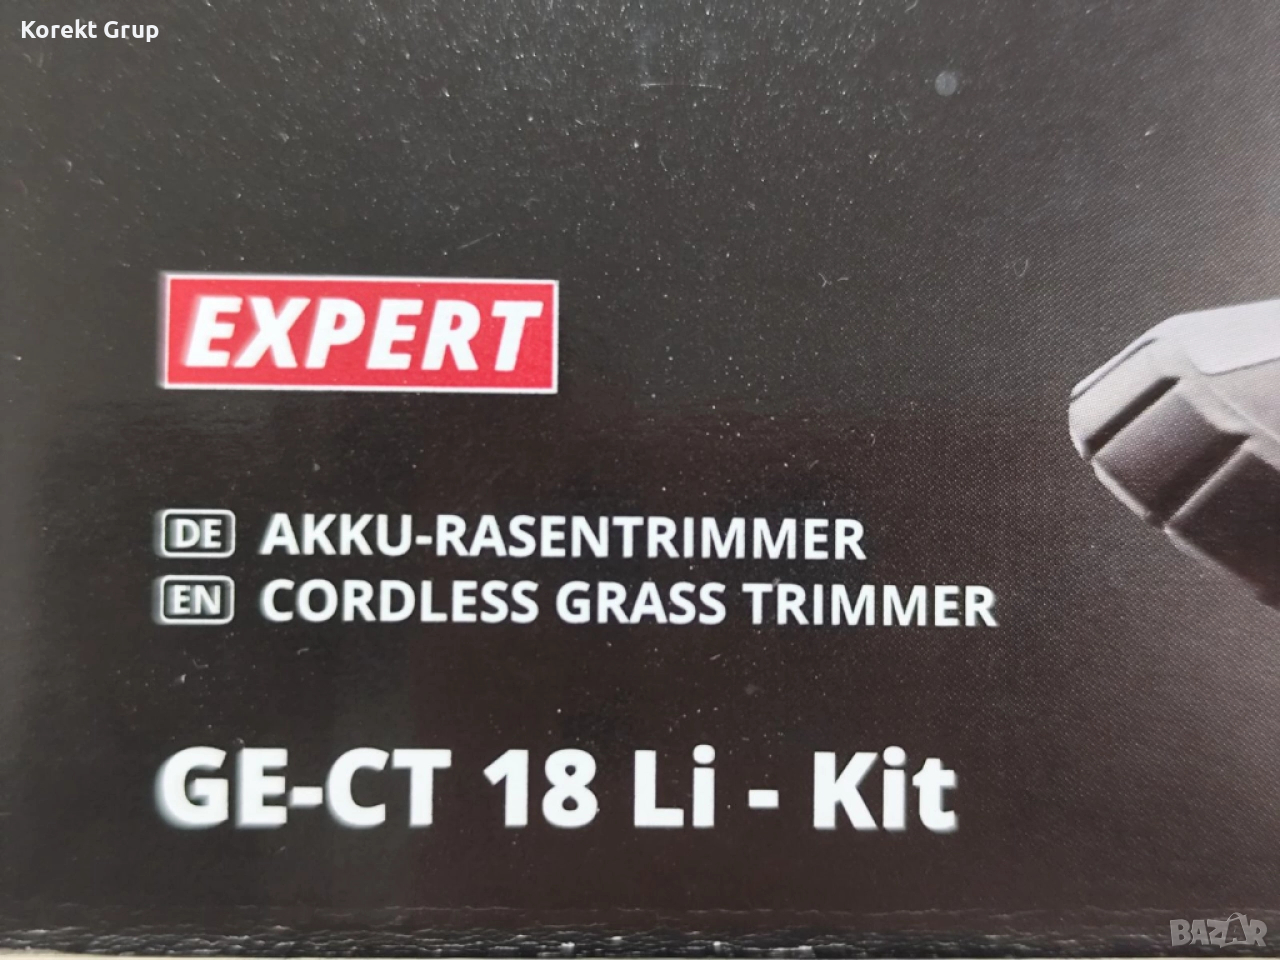 Korekt Grup
EXPERT
DE AKKU-RASENTRIMMER
EN CORDLESS GRASS TRIMMER
GE-CT 18 Li - Kit
BAZAR